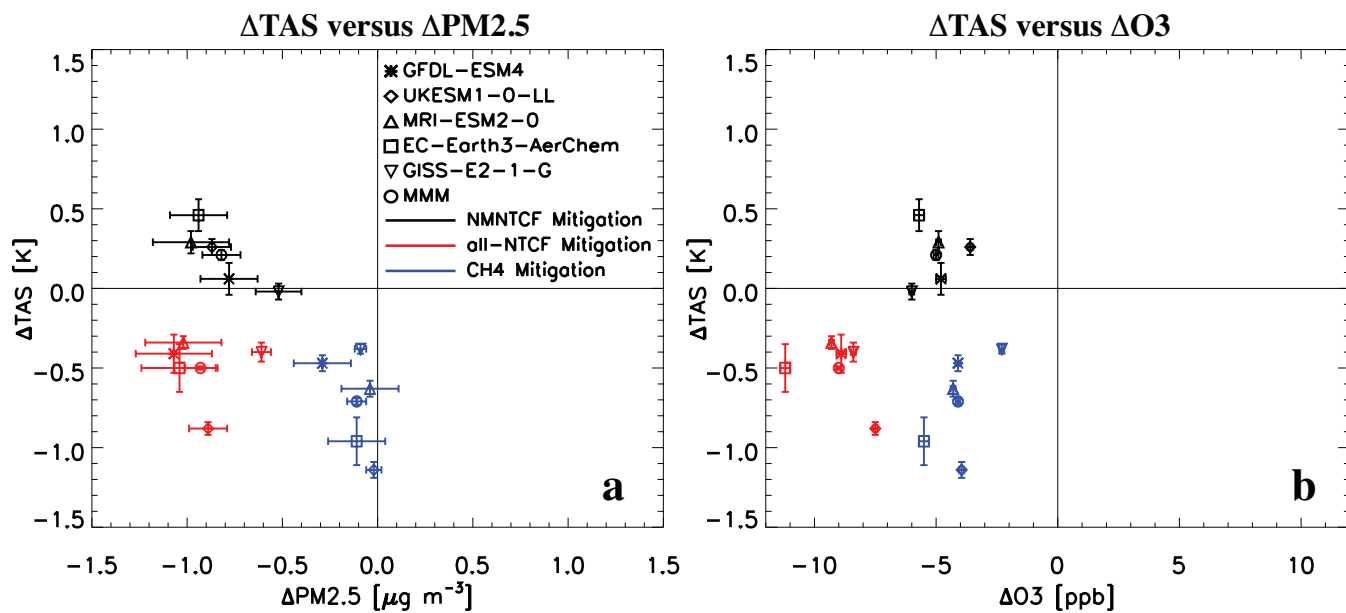 ΔTAS versus ΔPM2.5
1.5
1.0
0.5
0.0
−0.5
−1.0
−1.5
ΔTAS [K]
GFDL−ESM4
UKESM1−0−LL
MRI−ESM2−0
EC−Earth3−AerChem
GISS−E2−1−G
MMM
NMNTCF Mitigation
all−NTCF Mitigation
CH4 Mitigation
a
−1.5 −1.0 −0.5 0.0 0.5 1.0 1.5
ΔPM2.5 [μg m⁻³]
ΔTAS versus ΔO3
1.5
1.0
0.5
0.0
−0.5
−1.0
−1.5
ΔTAS [K]
b
−10 −5 0 5 10
ΔO3 [ppb]